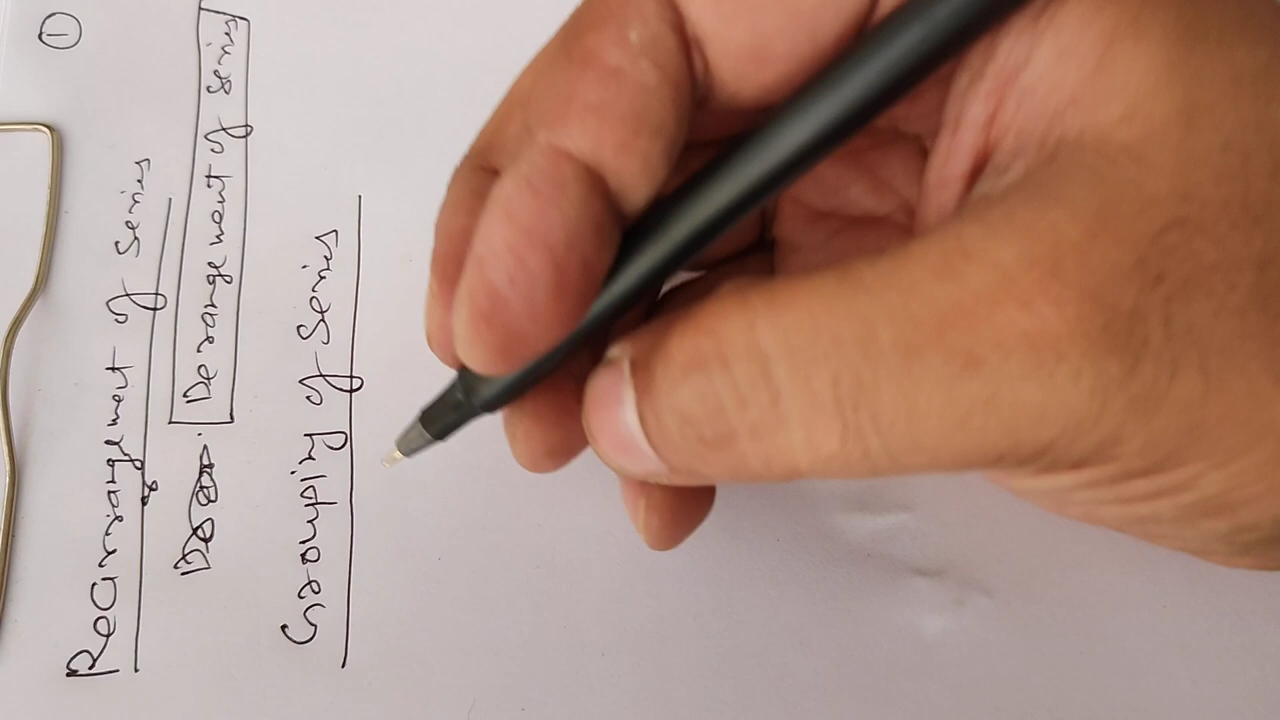 ①
Rearrangement of Series
Derangement of series
Grouping of Series